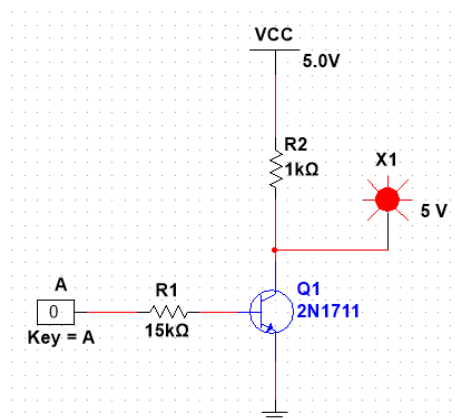 VCC
5.0V
R2
1kΩ
X1
5 V
A
0
Key = A
R1
15kΩ
Q1
2N1711